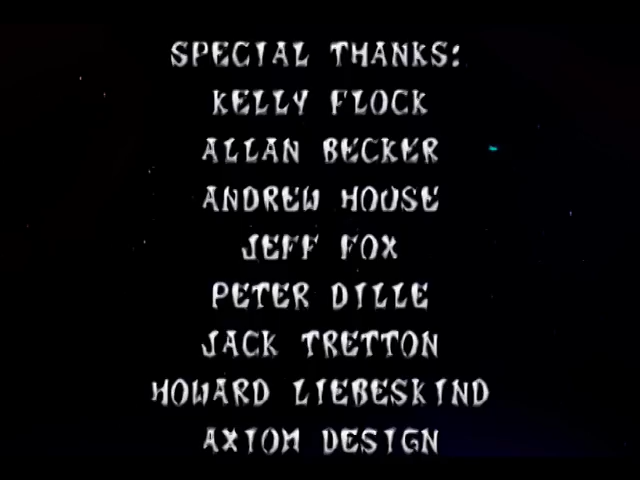 SPECIAL THANKS:
KELLY FLOCK
ALLAN BECKER
ANDREW HOUSE
JEFF FOX
PETER DILLE
JACK TRETTON
HOWARD LIEBESKIND
AXIOM DESIGN